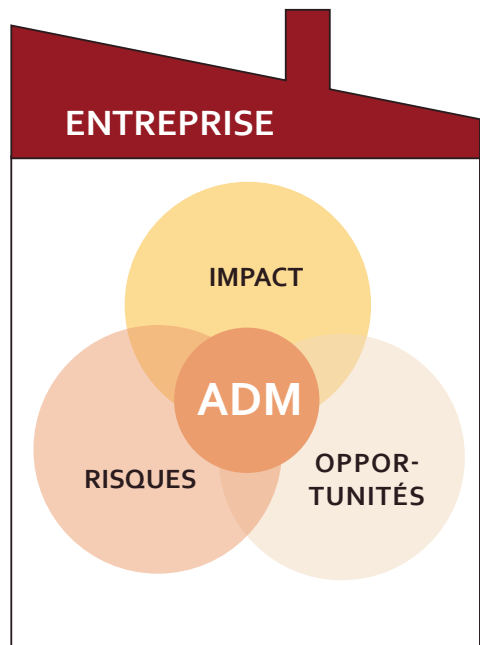 ENTREPRISE
IMPACT
ADM
RISQUES
OPPOR-
TUNITÉS